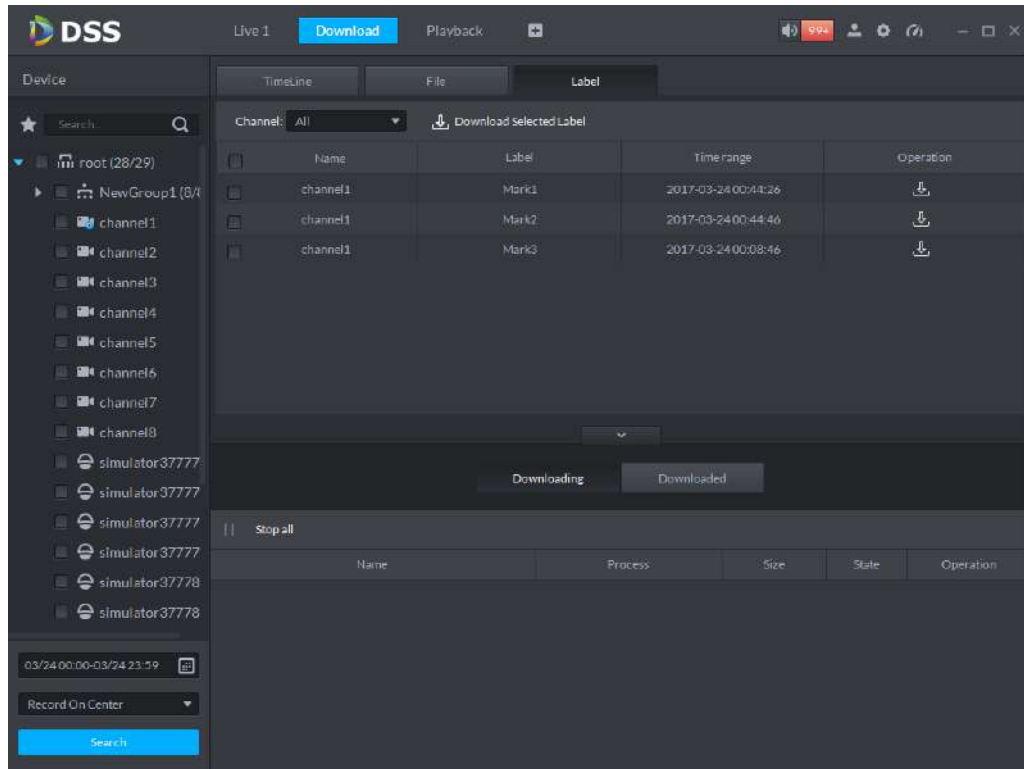 DSS
Live 1 Download Playback
99+
Device
Search...
root (28/29)
NewGroup1 (8/
channel1
channel2
channel3
channel4
channel5
channel6
channel7
channel8
simulator37777
simulator37777
simulator37777
simulator37777
simulator37778
simulator37778
03/24 00:00-03/24 23:59
Record On Center
Search
TimeLine File Label
Channel: All Download Selected Label
Name Label Time range Operation
channel1 Mark1 2017-03-24 00:44:26
channel1 Mark2 2017-03-24 00:44:46
channel1 Mark3 2017-03-24 00:08:46
Downloading Downloaded
Stop all
Name Process Size State Operation